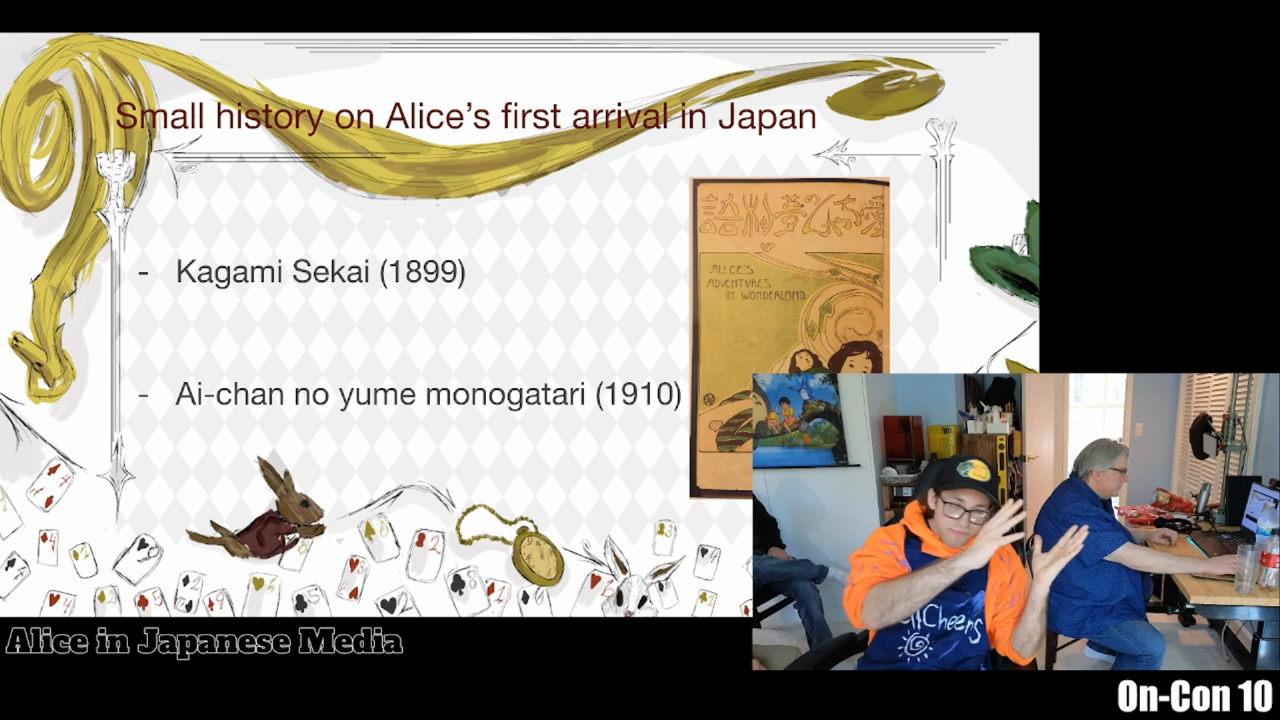 Small history on Alice's first arrival in Japan
- Kagami Sekai (1899)
- Ai-chan no yume monogatari (1910)
ALICE'S
ADVENTURES
IN WONDERLAND.
Cheers
Alice in Japanese Media
On-Con 10